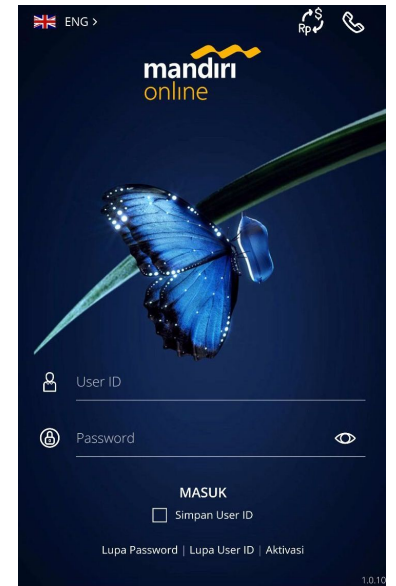 ENG >
$
Rp
mandiri
online
User ID
Password
MASUK
Simpan User ID
Lupa Password | Lupa User ID | Aktivasi
1.0.10